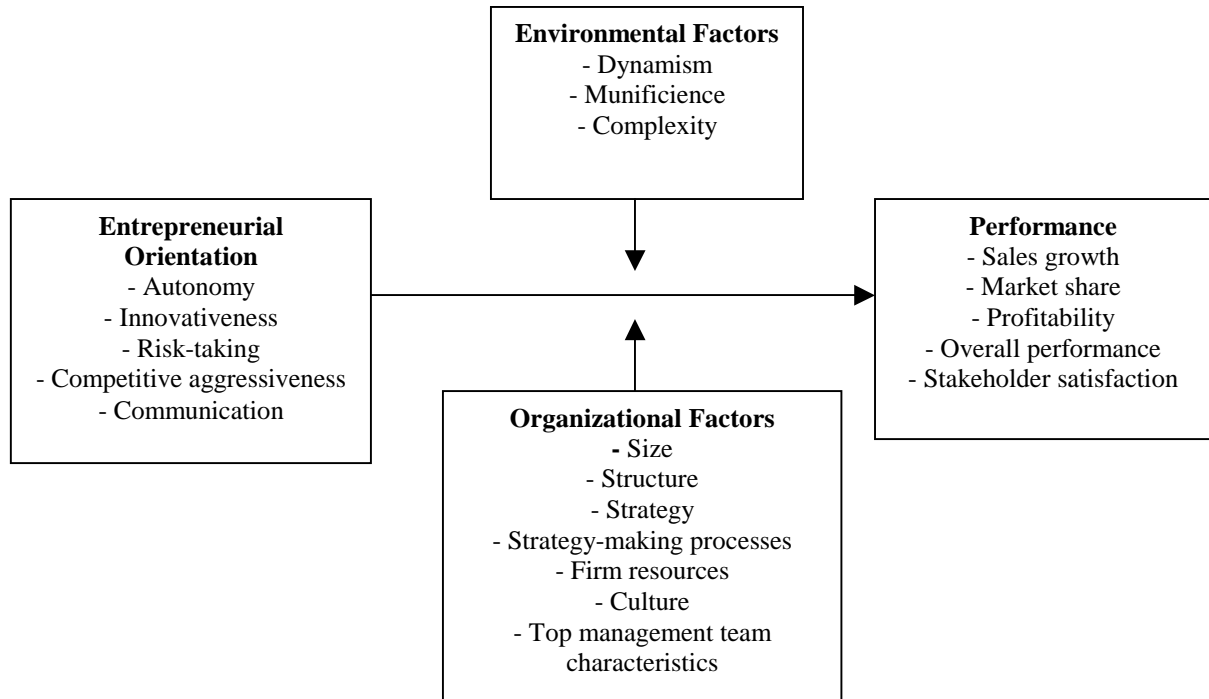 Environmental Factors
- Dynamism
- Munificience
- Complexity
Entrepreneurial
Orientation
- Autonomy
- Innovativeness
- Risk-taking
- Competitive aggressiveness
- Communication
Performance
- Sales growth
- Market share
- Profitability
- Overall performance
- Stakeholder satisfaction
Organizational Factors
- Size
- Structure
- Strategy
- Strategy-making processes
- Firm resources
- Culture
- Top management team
characteristics